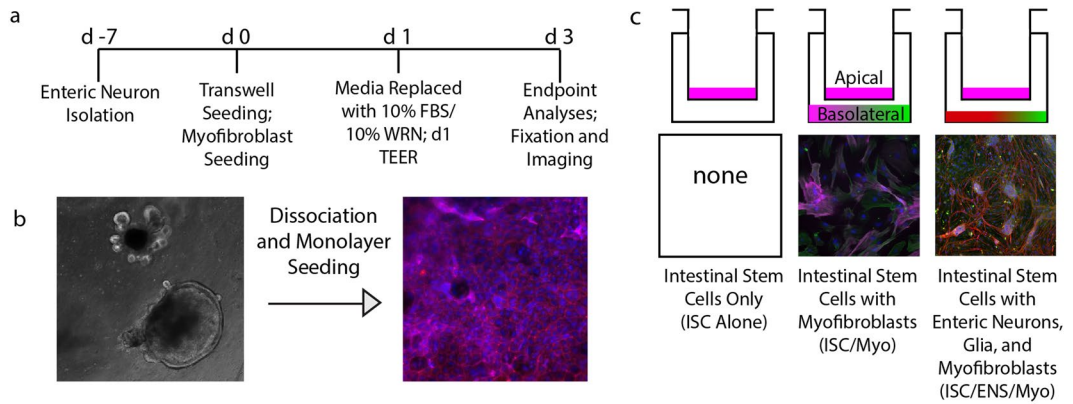 a
d -7
d 0
d 1
d 3
Enteric Neuron
Isolation
Transwell
Seeding;
Myofibroblast
Seeding
Media Replaced
with 10% FBS/
10% WRN; d1
TEER
Endpoint
Analyses;
Fixation and
Imaging
b
Dissociation
and Monolayer
Seeding
c
Apical
Basolateral
none
Intestinal Stem
Cells Only
(ISC Alone)
Intestinal Stem
Cells with
Myofibroblasts
(ISC/Myo)
Intestinal Stem
Cells with
Enteric Neurons,
Glia, and
Myofibroblasts
(ISC/ENS/Myo)